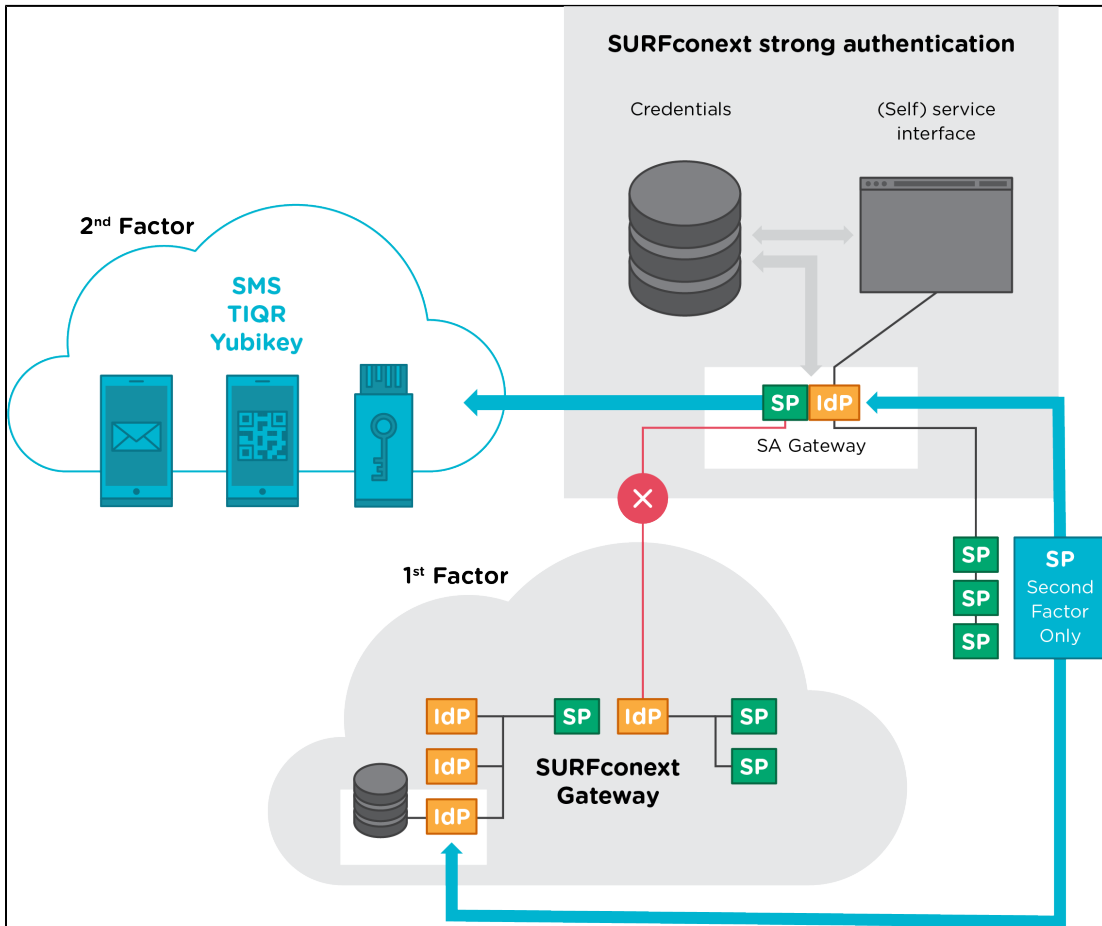 SURFconext strong authentication
Credentials
(Self) service
interface
2nd Factor
SMS
TIQR
Yubikey
SP
IdP
SA Gateway
SP
SP
SP
SP
Second
Factor
Only
1st Factor
IdP
SP
IdP
SP
IdP
SP
SURFconext
Gateway
IdP